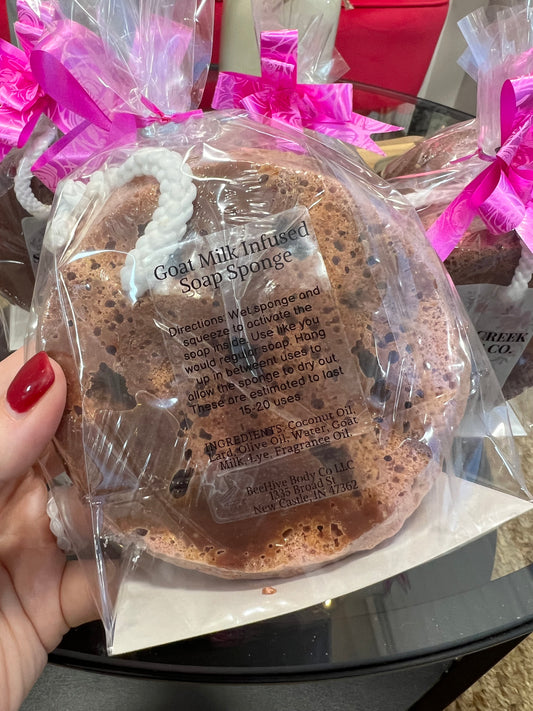 Goat Milk Infused
Soap Sponge
Directions: Wet sponge and
squeeze to activate the
soap inside. Use like you
would regular soap. Hang
up in betweent uses to
allow the sponge to dry out.
These are estimated to last
15-20 uses
INGREDIENTS: Coconut Oil,
Lard, Olive Oil, Water, Goat
Milk, Lye, Fragrance Oil.
BeeHive Body Co LLC
1335 Broad St
New Castle, IN 47362
CREEK
CO.